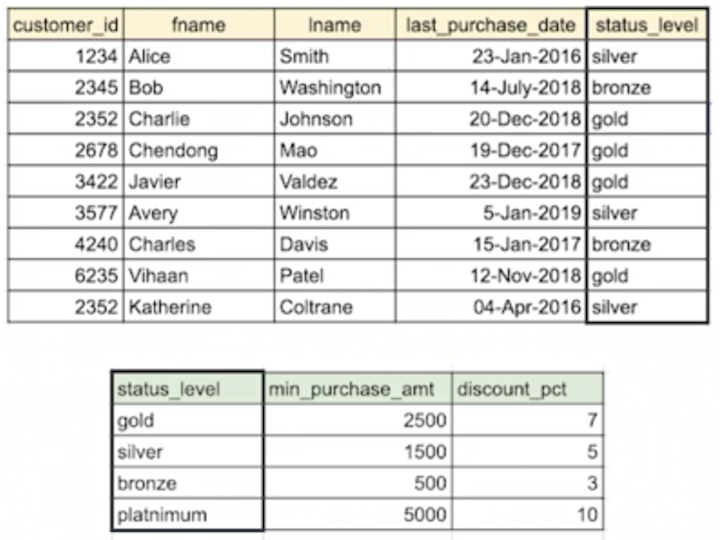 customer_id fname lname last_purchase_date status_level
1234 Alice Smith 23-Jan-2016 silver
2345 Bob Washington 14-July-2018 bronze
2352 Charlie Johnson 20-Dec-2018 gold
2678 Chendong Mao 19-Dec-2017 gold
3422 Javier Valdez 23-Dec-2018 gold
3577 Avery Winston 5-Jan-2019 silver
4240 Charles Davis 15-Jan-2017 bronze
6235 Vihaan Patel 12-Nov-2018 gold
2352 Katherine Coltrane 04-Apr-2016 silver
status_level min_purchase_amt discount_pct
gold 2500 7
silver 1500 5
bronze 500 3
platnimum 5000 10